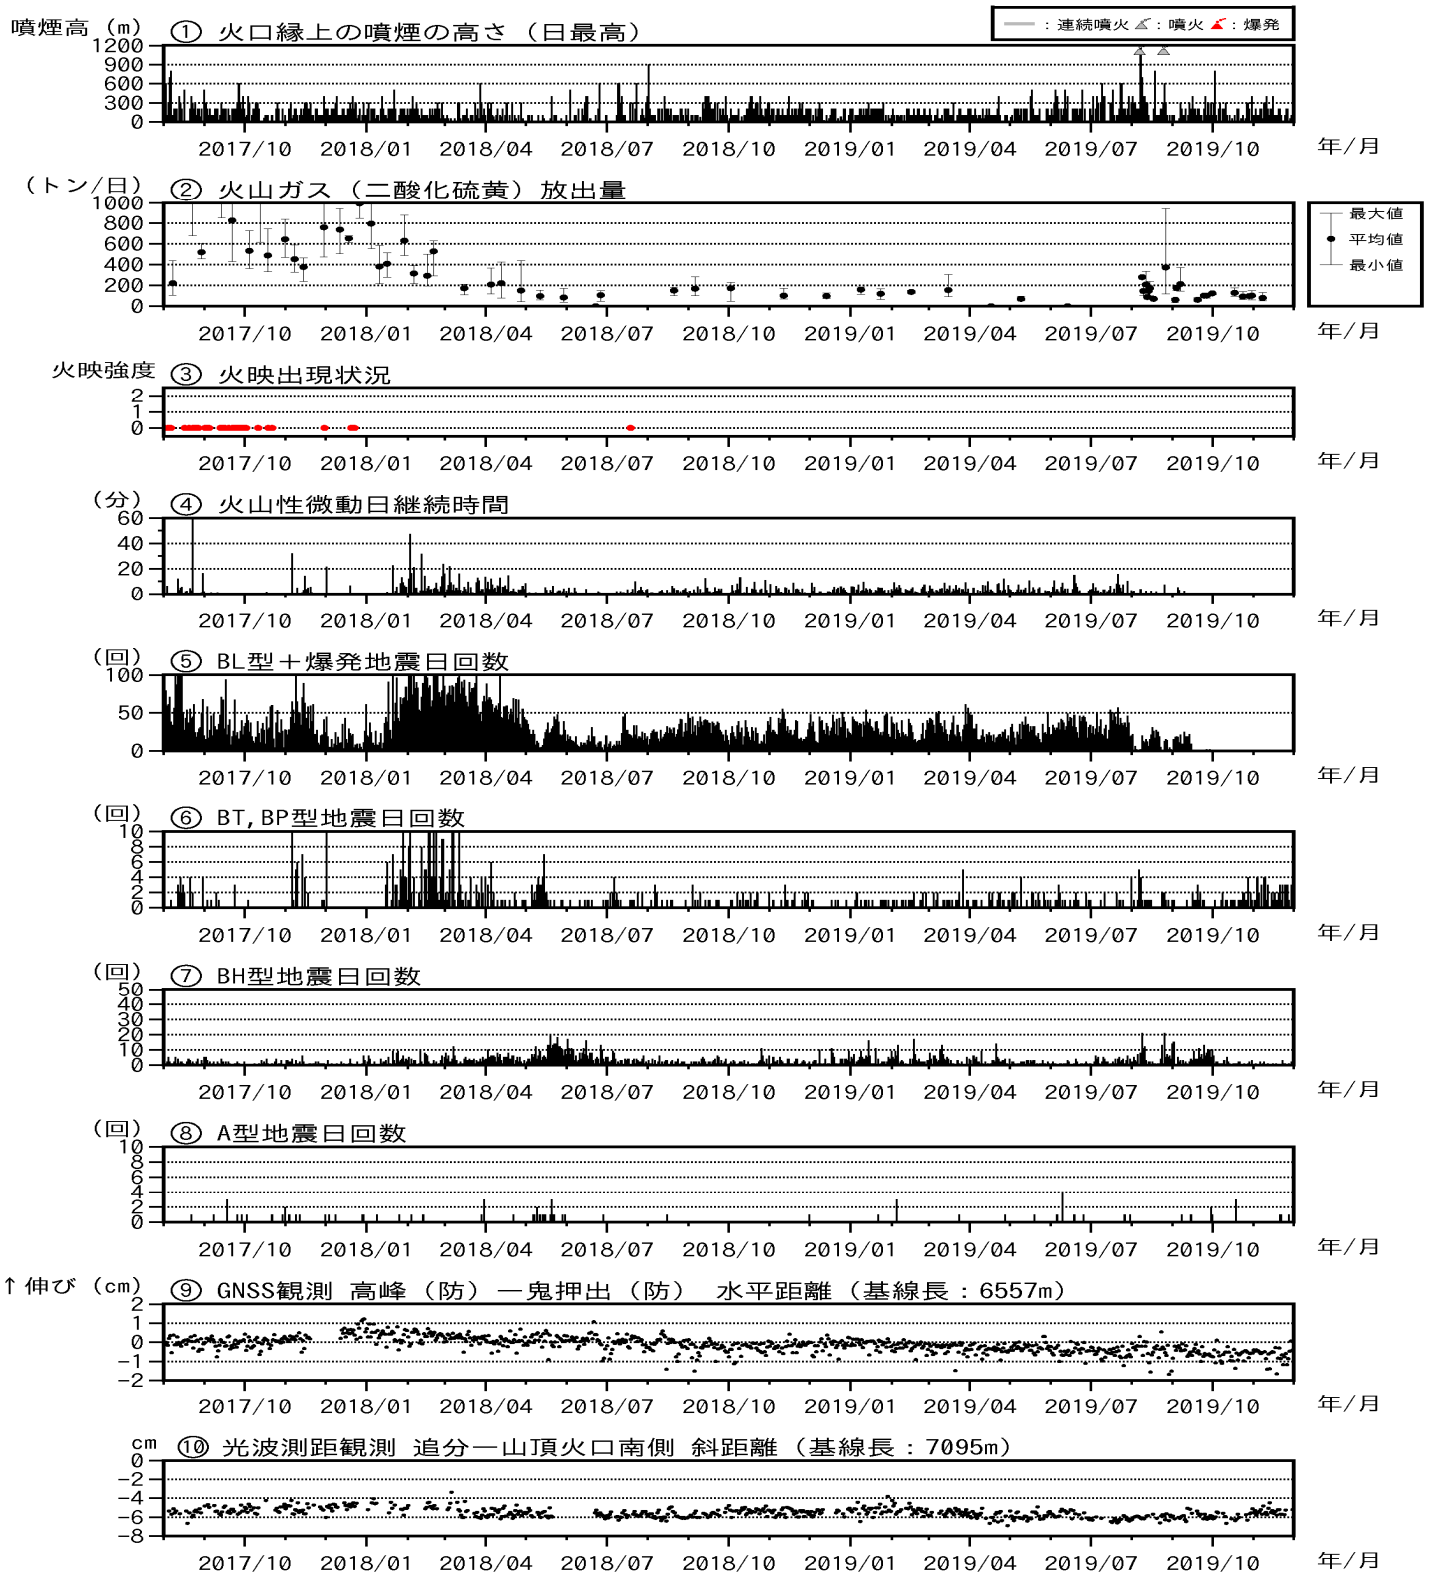 噴煙高 (m) ① 火口縁上の噴煙の高さ（日最高） ：連続噴火 ：噴火 ：爆発
1200
900
600
300
0
2017/10 2018/01 2018/04 2018/07 2018/10 2019/01 2019/04 2019/07 2019/10 年/月
(トン/日) ② 火山ガス（二酸化硫黄）放出量
1000
800
600
400
200
0
最大値
平均値
最小値
2017/10 2018/01 2018/04 2018/07 2018/10 2019/01 2019/04 2019/07 2019/10 年/月
火映強度 ③ 火映出現状況
2
1
0
2017/10 2018/01 2018/04 2018/07 2018/10 2019/01 2019/04 2019/07 2019/10 年/月
(分) ④ 火山性微動日継続時間
60
40
20
0
2017/10 2018/01 2018/04 2018/07 2018/10 2019/01 2019/04 2019/07 2019/10 年/月
(回) ⑤ BL型＋爆発地震日回数
100
50
0
2017/10 2018/01 2018/04 2018/07 2018/10 2019/01 2019/04 2019/07 2019/10 年/月
(回) ⑥ BT,BP型地震日回数
10
8
6
4
2
0
2017/10 2018/01 2018/04 2018/07 2018/10 2019/01 2019/04 2019/07 2019/10 年/月
(回) ⑦ BH型地震日回数
50
40
30
20
10
0
2017/10 2018/01 2018/04 2018/07 2018/10 2019/01 2019/04 2019/07 2019/10 年/月
(回) ⑧ A型地震日回数
10
8
6
4
2
0
2017/10 2018/01 2018/04 2018/07 2018/10 2019/01 2019/04 2019/07 2019/10 年/月
↑伸び (cm) ⑨ GNSS観測 高峰（防）－鬼押出（防） 水平距離（基線長：6557m）
2
1
0
-1
-2
2017/10 2018/01 2018/04 2018/07 2018/10 2019/01 2019/04 2019/07 2019/10 年/月
cm ⑩ 光波測距観測 追分－山頂火口南側 斜距離（基線長：7095m）
0
-2
-4
-6
-8
2017/10 2018/01 2018/04 2018/07 2018/10 2019/01 2019/04 2019/07 2019/10 年/月